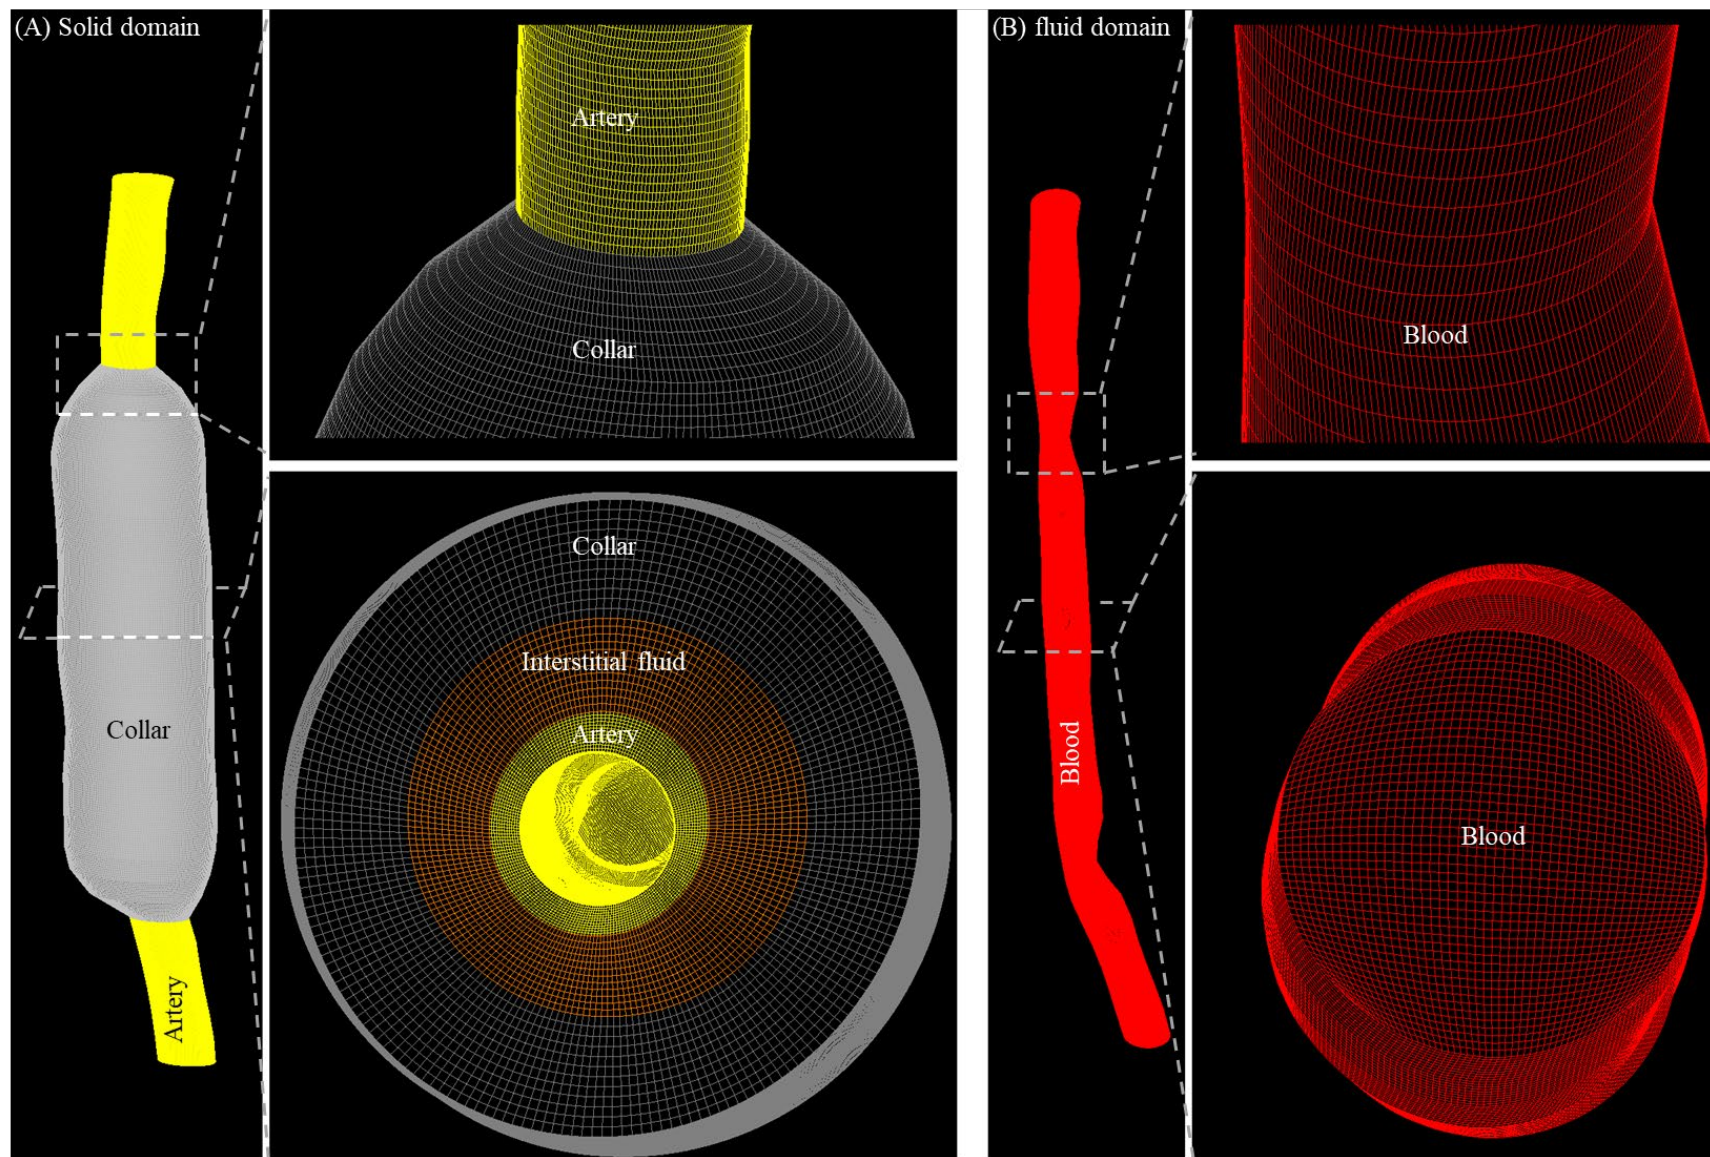 (A) Solid domain
Artery
Collar
Collar
Interstitial fluid
Artery
Collar
Artery
(B) fluid domain
Blood
Blood
Blood